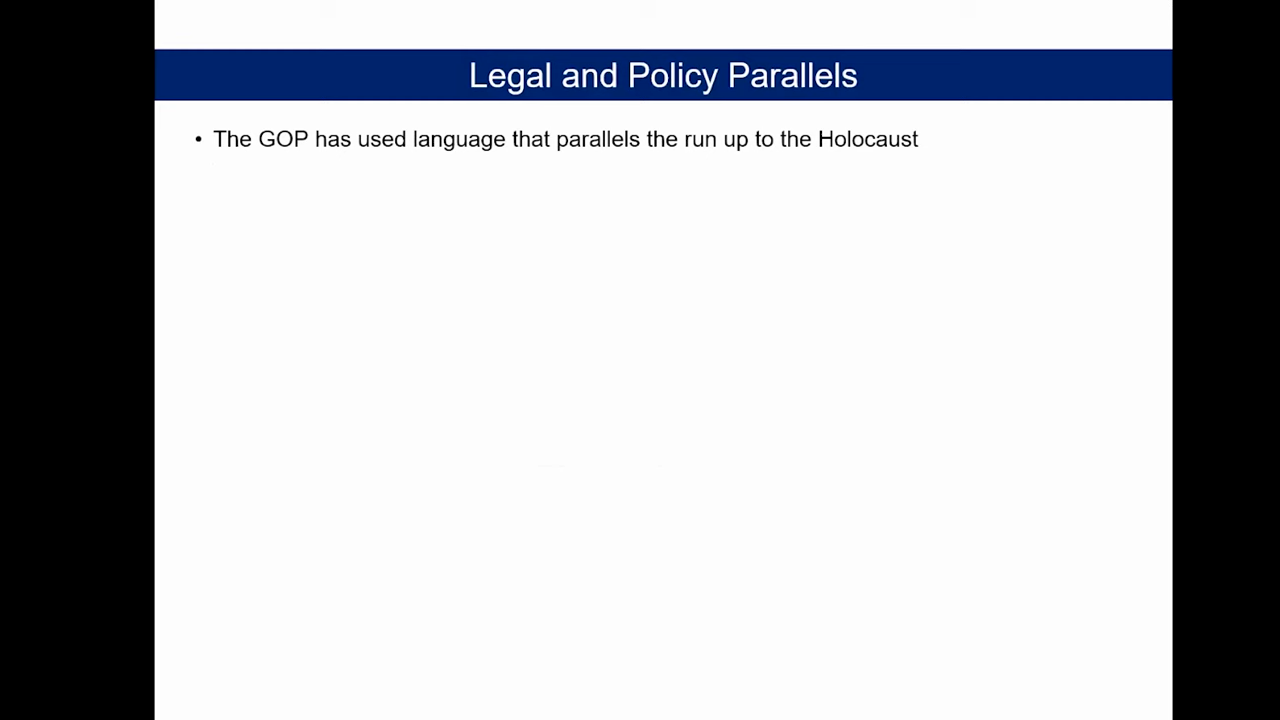 Legal and Policy Parallels
• The GOP has used language that parallels the run up to the Holocaust